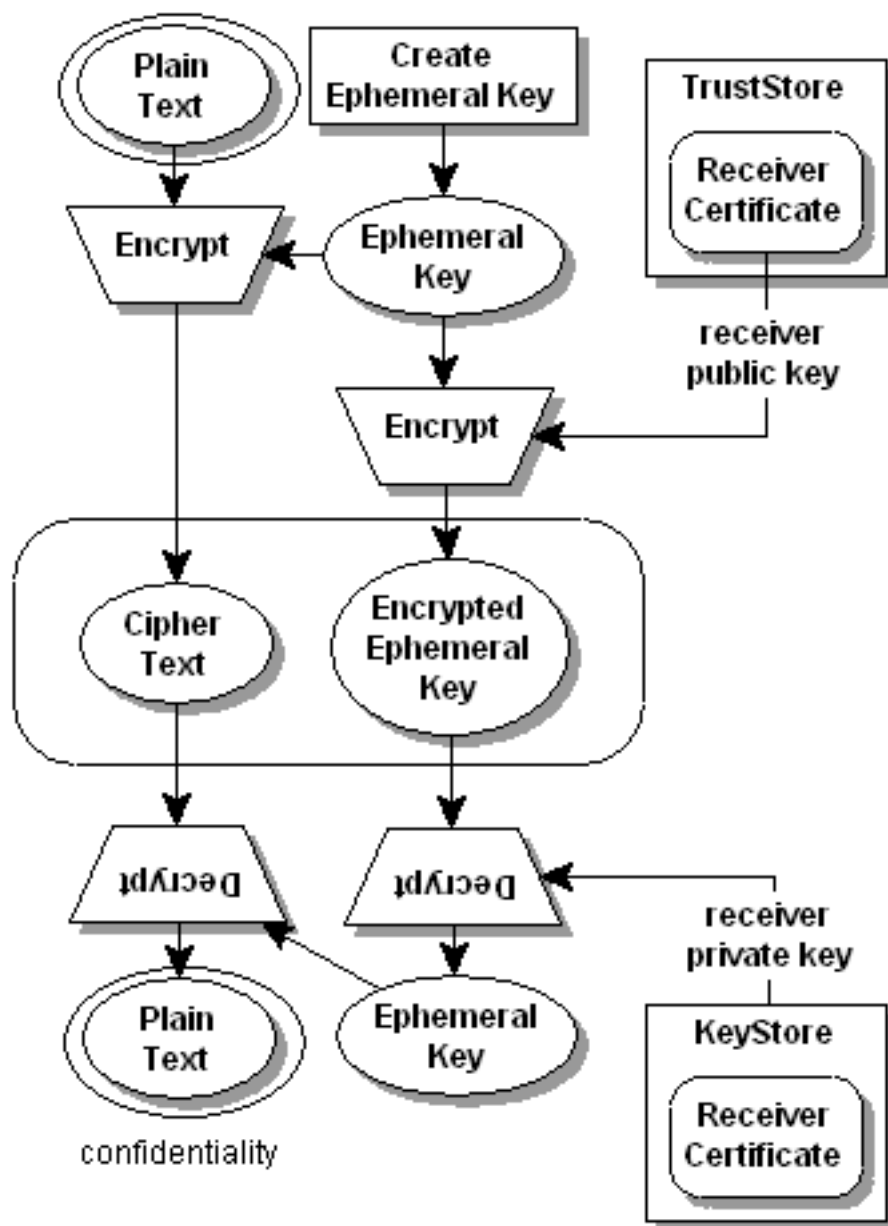 Plain
Text
Create
Ephemeral Key
TrustStore
Receiver
Certificate
Encrypt
Ephemeral
Key
receiver
public key
Encrypt
Cipher
Text
Encrypted
Ephemeral
Key
Decrypt
Decrypt
receiver
private key
Plain
Text
Ephemeral
Key
KeyStore
Receiver
Certificate
confidentiality